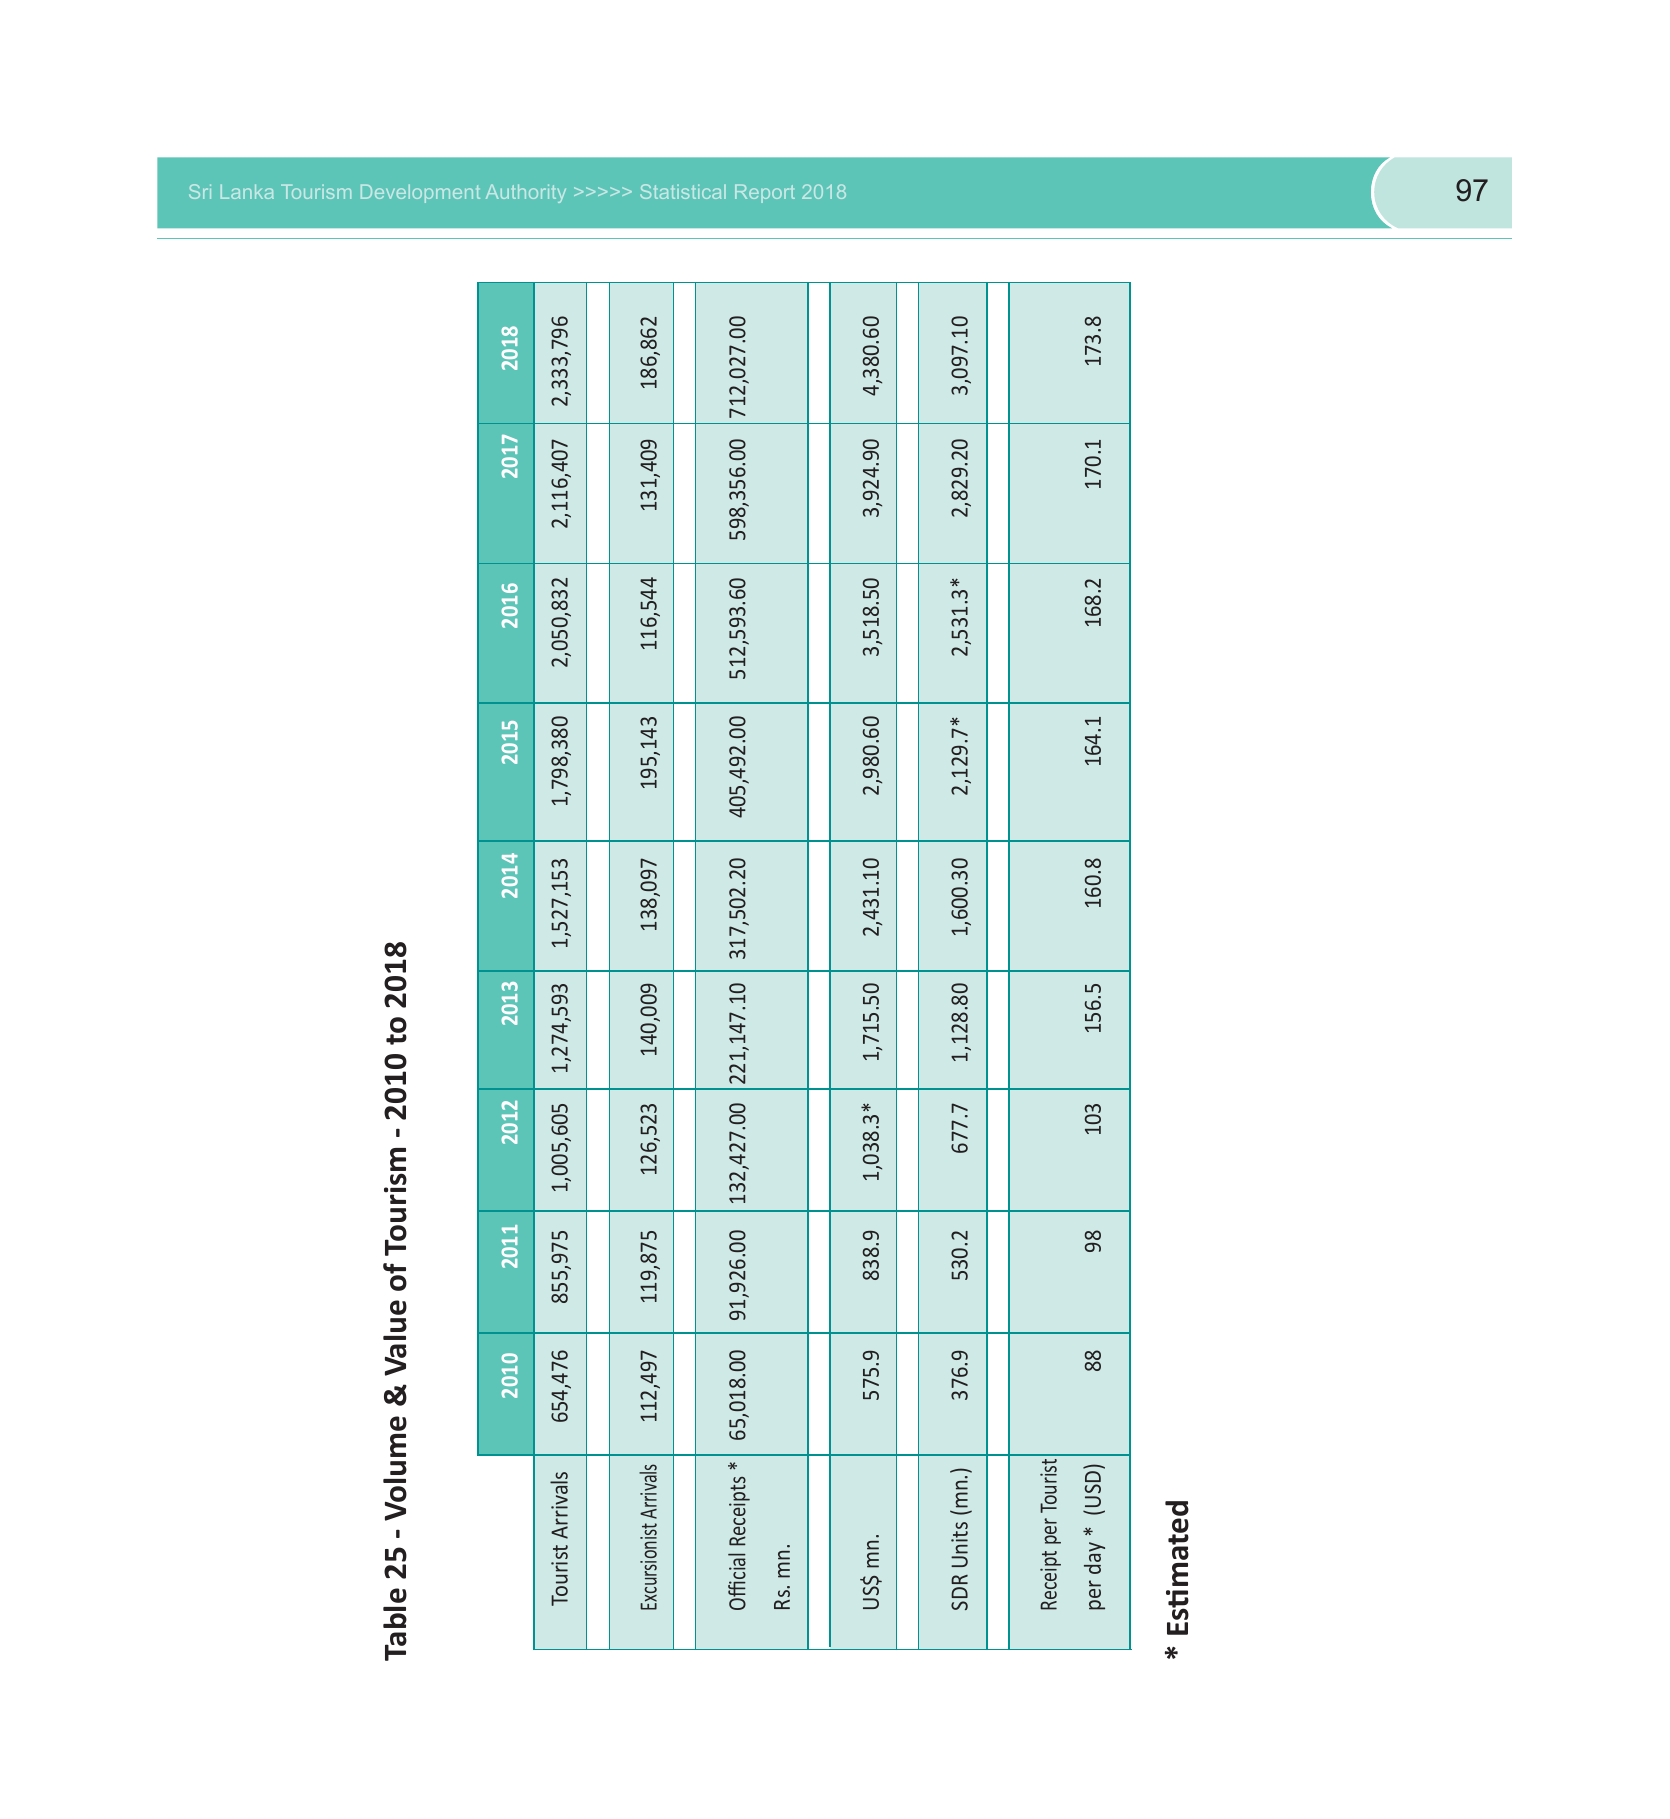 Sri Lanka Tourism Development Authority >>>>> Statistical Report 2018
97
Table 25 - Volume & Value of Tourism - 2010 to 2018
2010 2011 2012 2013 2014 2015 2016 2017 2018
Tourist Arrivals 654,476 855,975 1,005,605 1,274,593 1,527,153 1,798,380 2,050,832 2,116,407 2,333,796
Excursionist Arrivals 112,497 119,875 126,523 140,009 138,097 195,143 116,544 131,409 186,862
Official Receipts * 65,018.00 91,926.00 132,427.00 221,147.10 317,502.20 405,492.00 512,593.60 598,356.00 712,027.00
Rs. mn.
US$ mn. 575.9 838.9 1,038.3* 1,715.50 2,431.10 2,980.60 3,518.50 3,924.90 4,380.60
SDR Units (mn.) 376.9 530.2 677.7 1,128.80 1,600.30 2,129.7* 2,531.3* 2,829.20 3,097.10
Receipt per Tourist
per day * (USD) 88 98 103 156.5 160.8 164.1 168.2 170.1 173.8
* Estimated